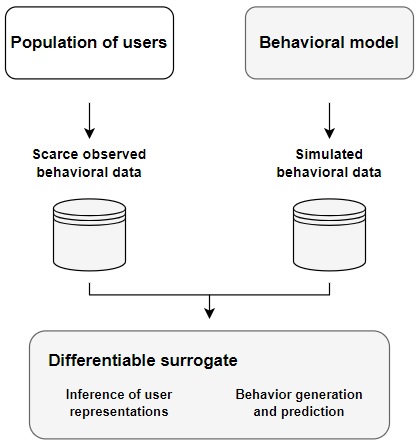 Population of users
Behavioral model
Scarce observed
behavioral data
Simulated
behavioral data
Differentiable surrogate
Inference of user
representations
Behavior generation
and prediction